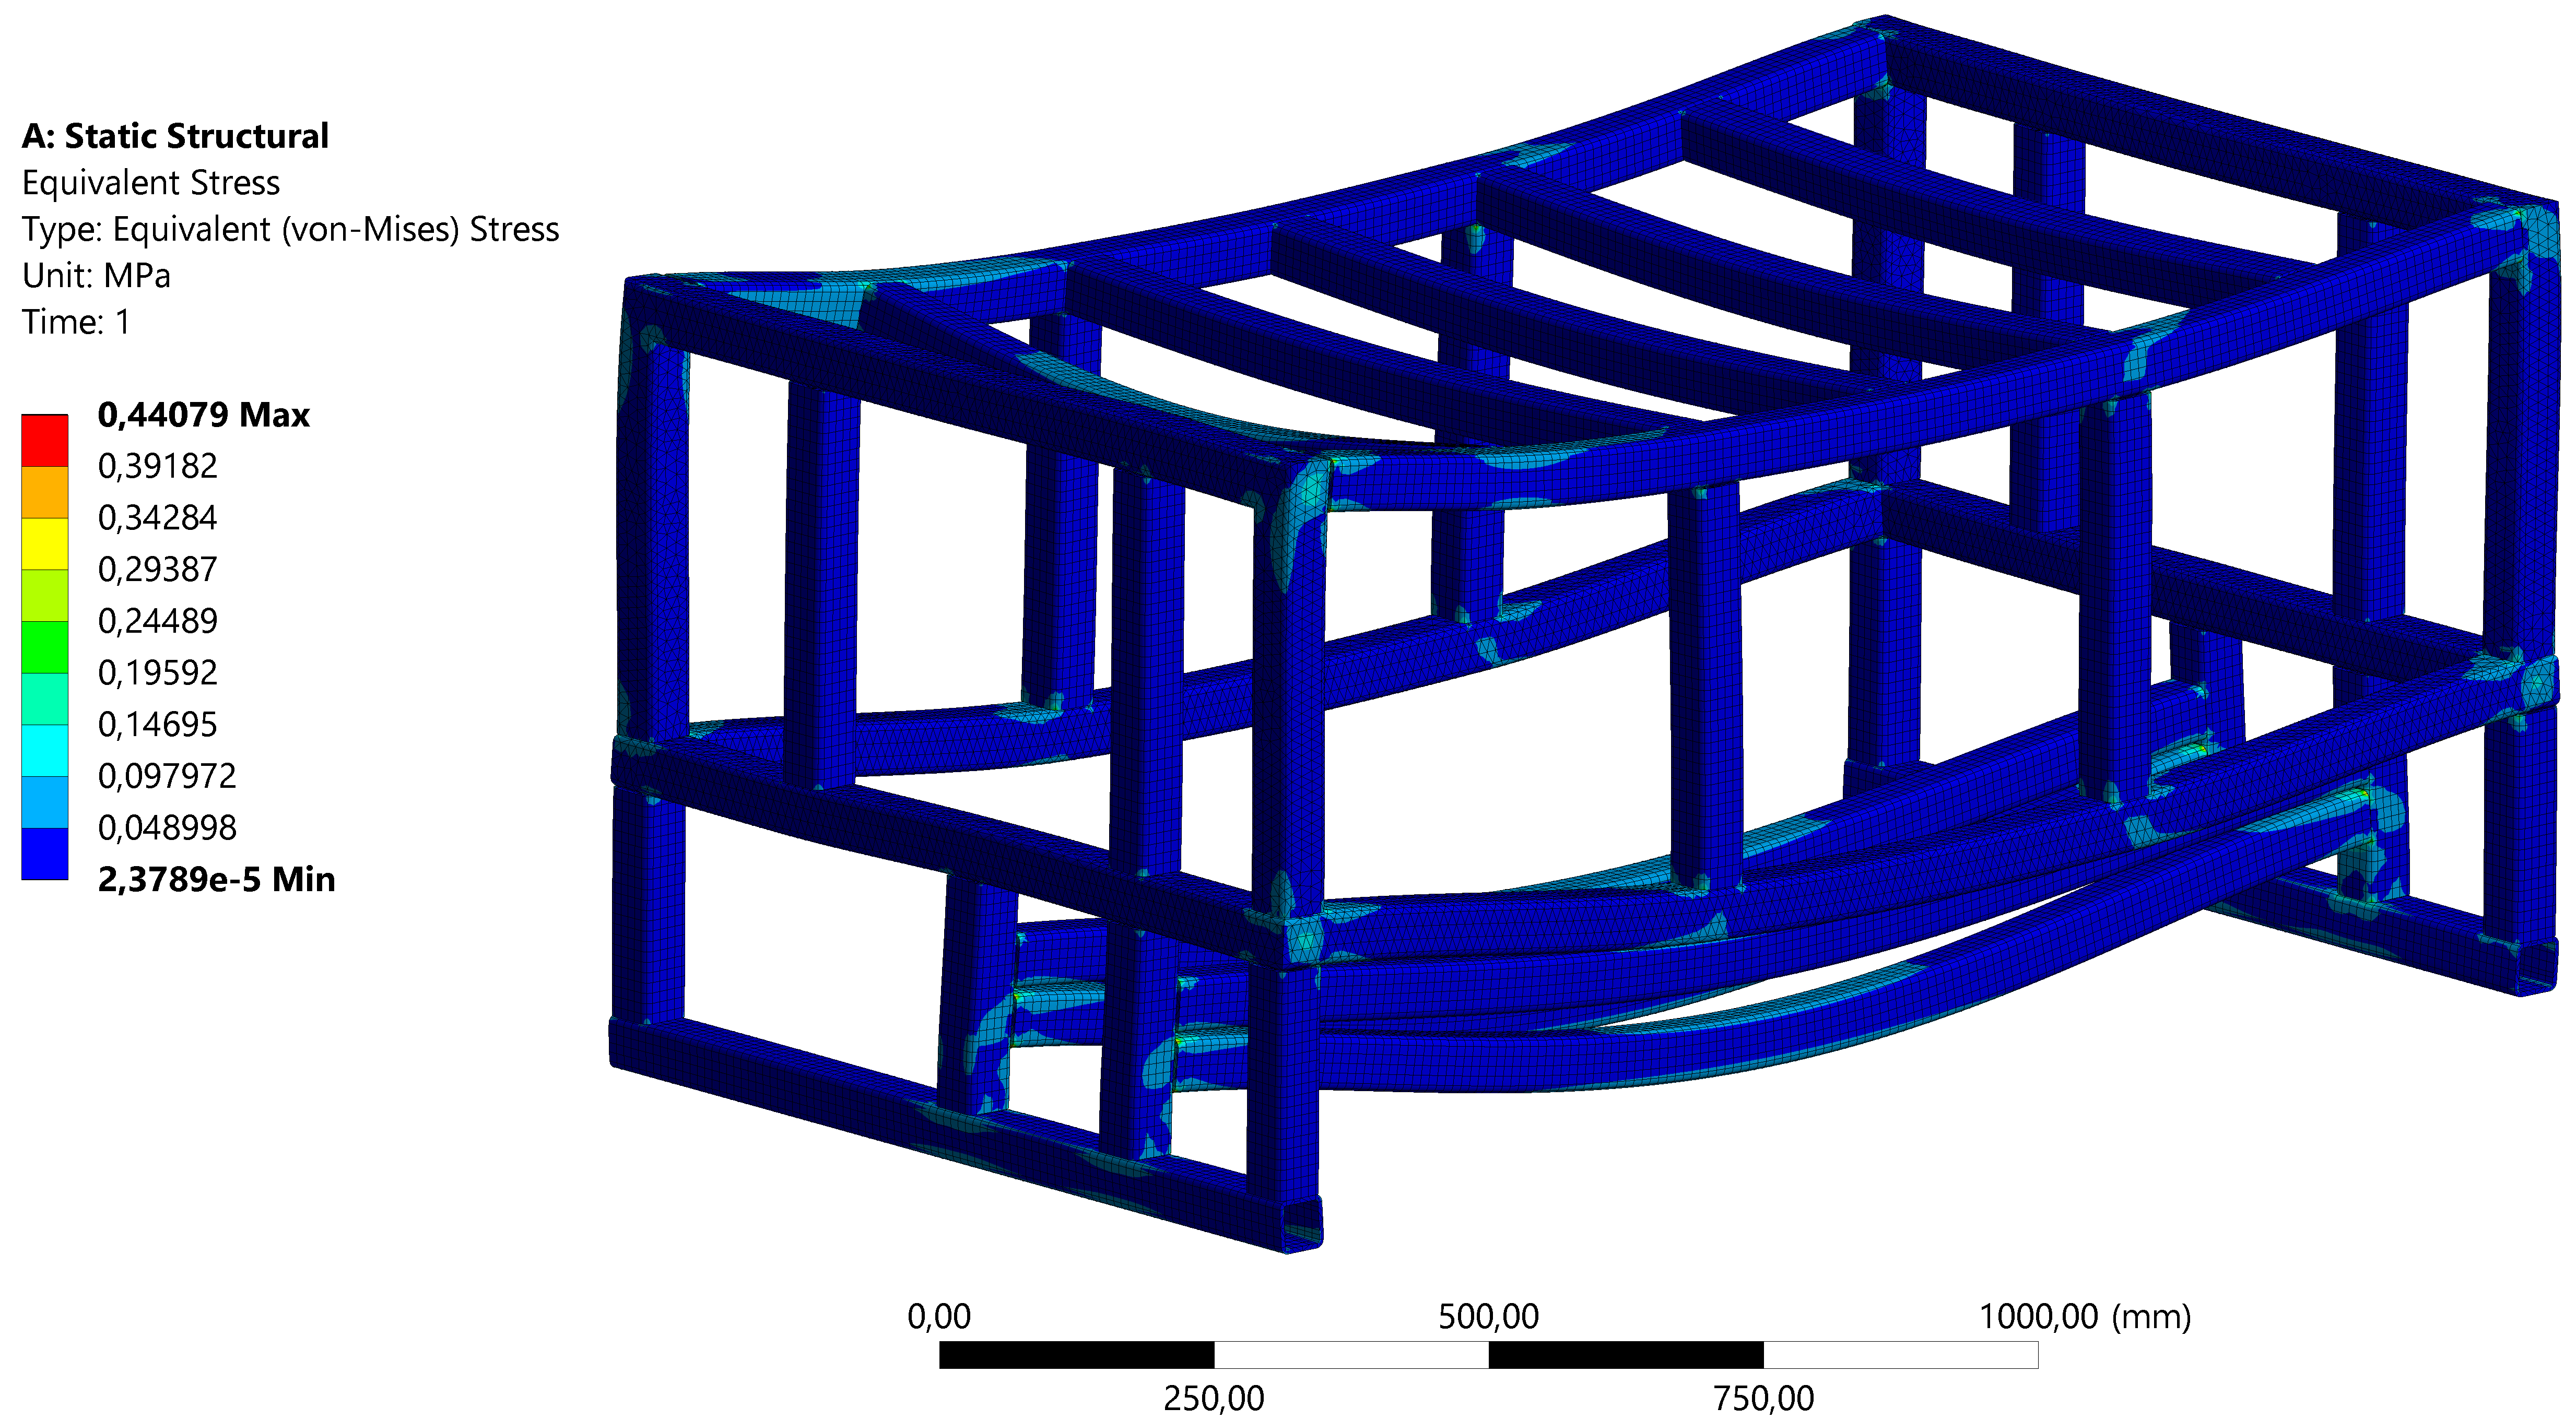 A: Static Structural
Equivalent Stress
Type: Equivalent (von-Mises) Stress
Unit: MPa
Time: 1
0,44079 Max
0,39182
0,34284
0,29387
0,24489
0,19592
0,14695
0,097972
0,048998
2,3789e-5 Min
0,00 500,00 1000,00 (mm)
250,00 750,00